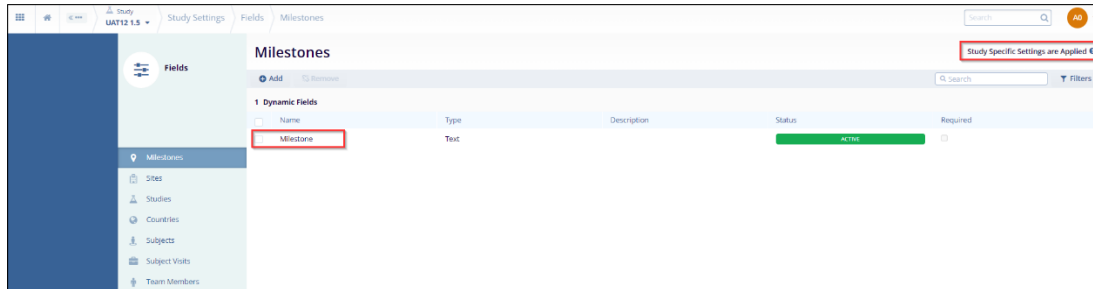 Study
UAT12 1.5 Study Settings Fields Milestones Search AO
Milestones Study Specific Settings are Applied
Fields
Add Remove Search Filters
1 Dynamic Fields
Name Type Description Status Required
Milestone Text ACTIVE
Milestones
Sites
Studies
Countries
Subjects
Subject Visits
Team Members